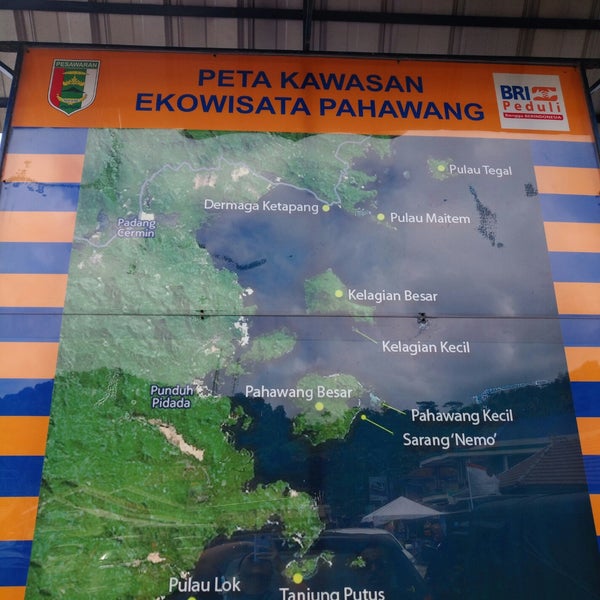 PESAWARAN
PETA KAWASAN
EKOWISATA PAHAWANG
BRI
Peduli
Pulau Tegal
Dermaga Ketapang
Pulau Maitem
Padang
Cermin
Kelagian Besar
Kelagian Kecil
Punduh
Pidada
Pahawang Besar
Pahawang Kecil
Sarang 'Nemo'
Pulau Lok
Tanjung Putus